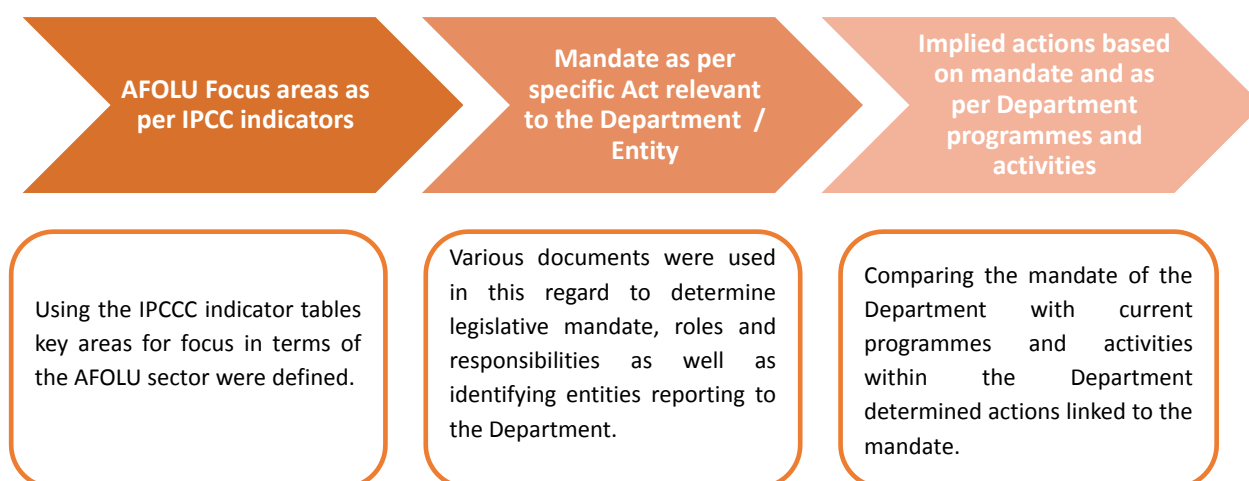 AFOLU Focus areas as
per IPCC indicators
Mandate as per
specific Act relevant
to the Department /
Entity
Implied actions based
on mandate and as
per Department
programmes and
activities
Using the IPCCC indicator tables
key areas for focus in terms of
the AFOLU sector were defined.
Various documents were used
in this regard to determine
legislative mandate, roles and
responsibilities as well as
identifying entities reporting to
the Department.
Comparing the mandate of the
Department with current
programmes and activities
within the Department
determined actions linked to the
mandate.